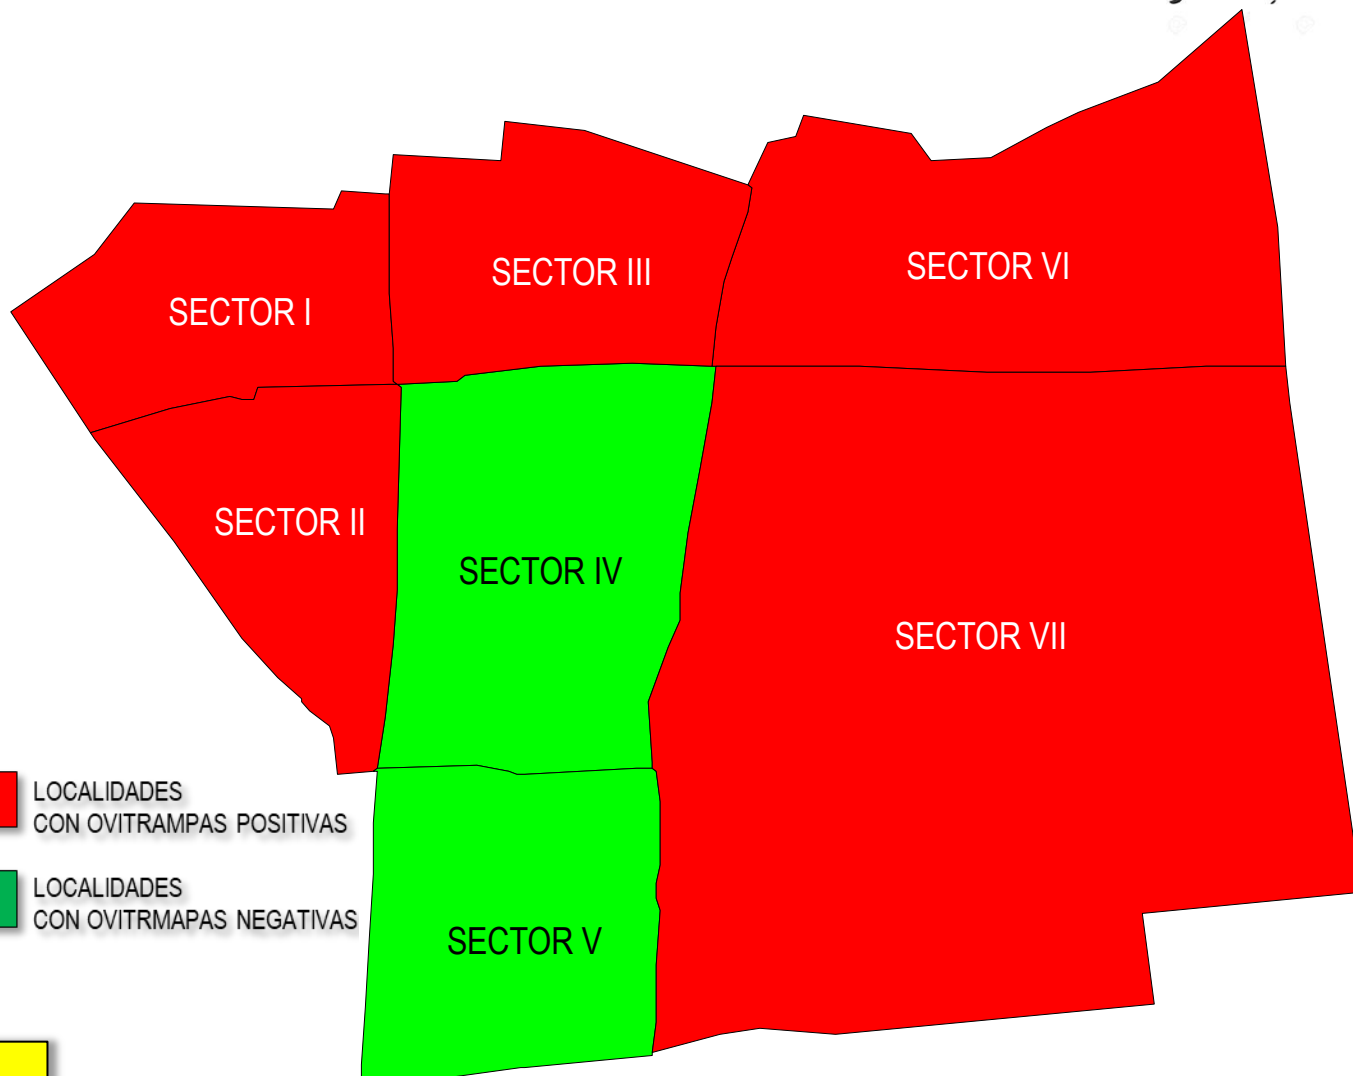 SECTOR VI
SECTOR III
SECTOR I
SECTOR II
SECTOR IV
SECTOR VII
LOCALIDADES
CON OVITRAMPAS POSITIVAS
LOCALIDADES
CON OVITRMAPAS NEGATIVAS
SECTOR V